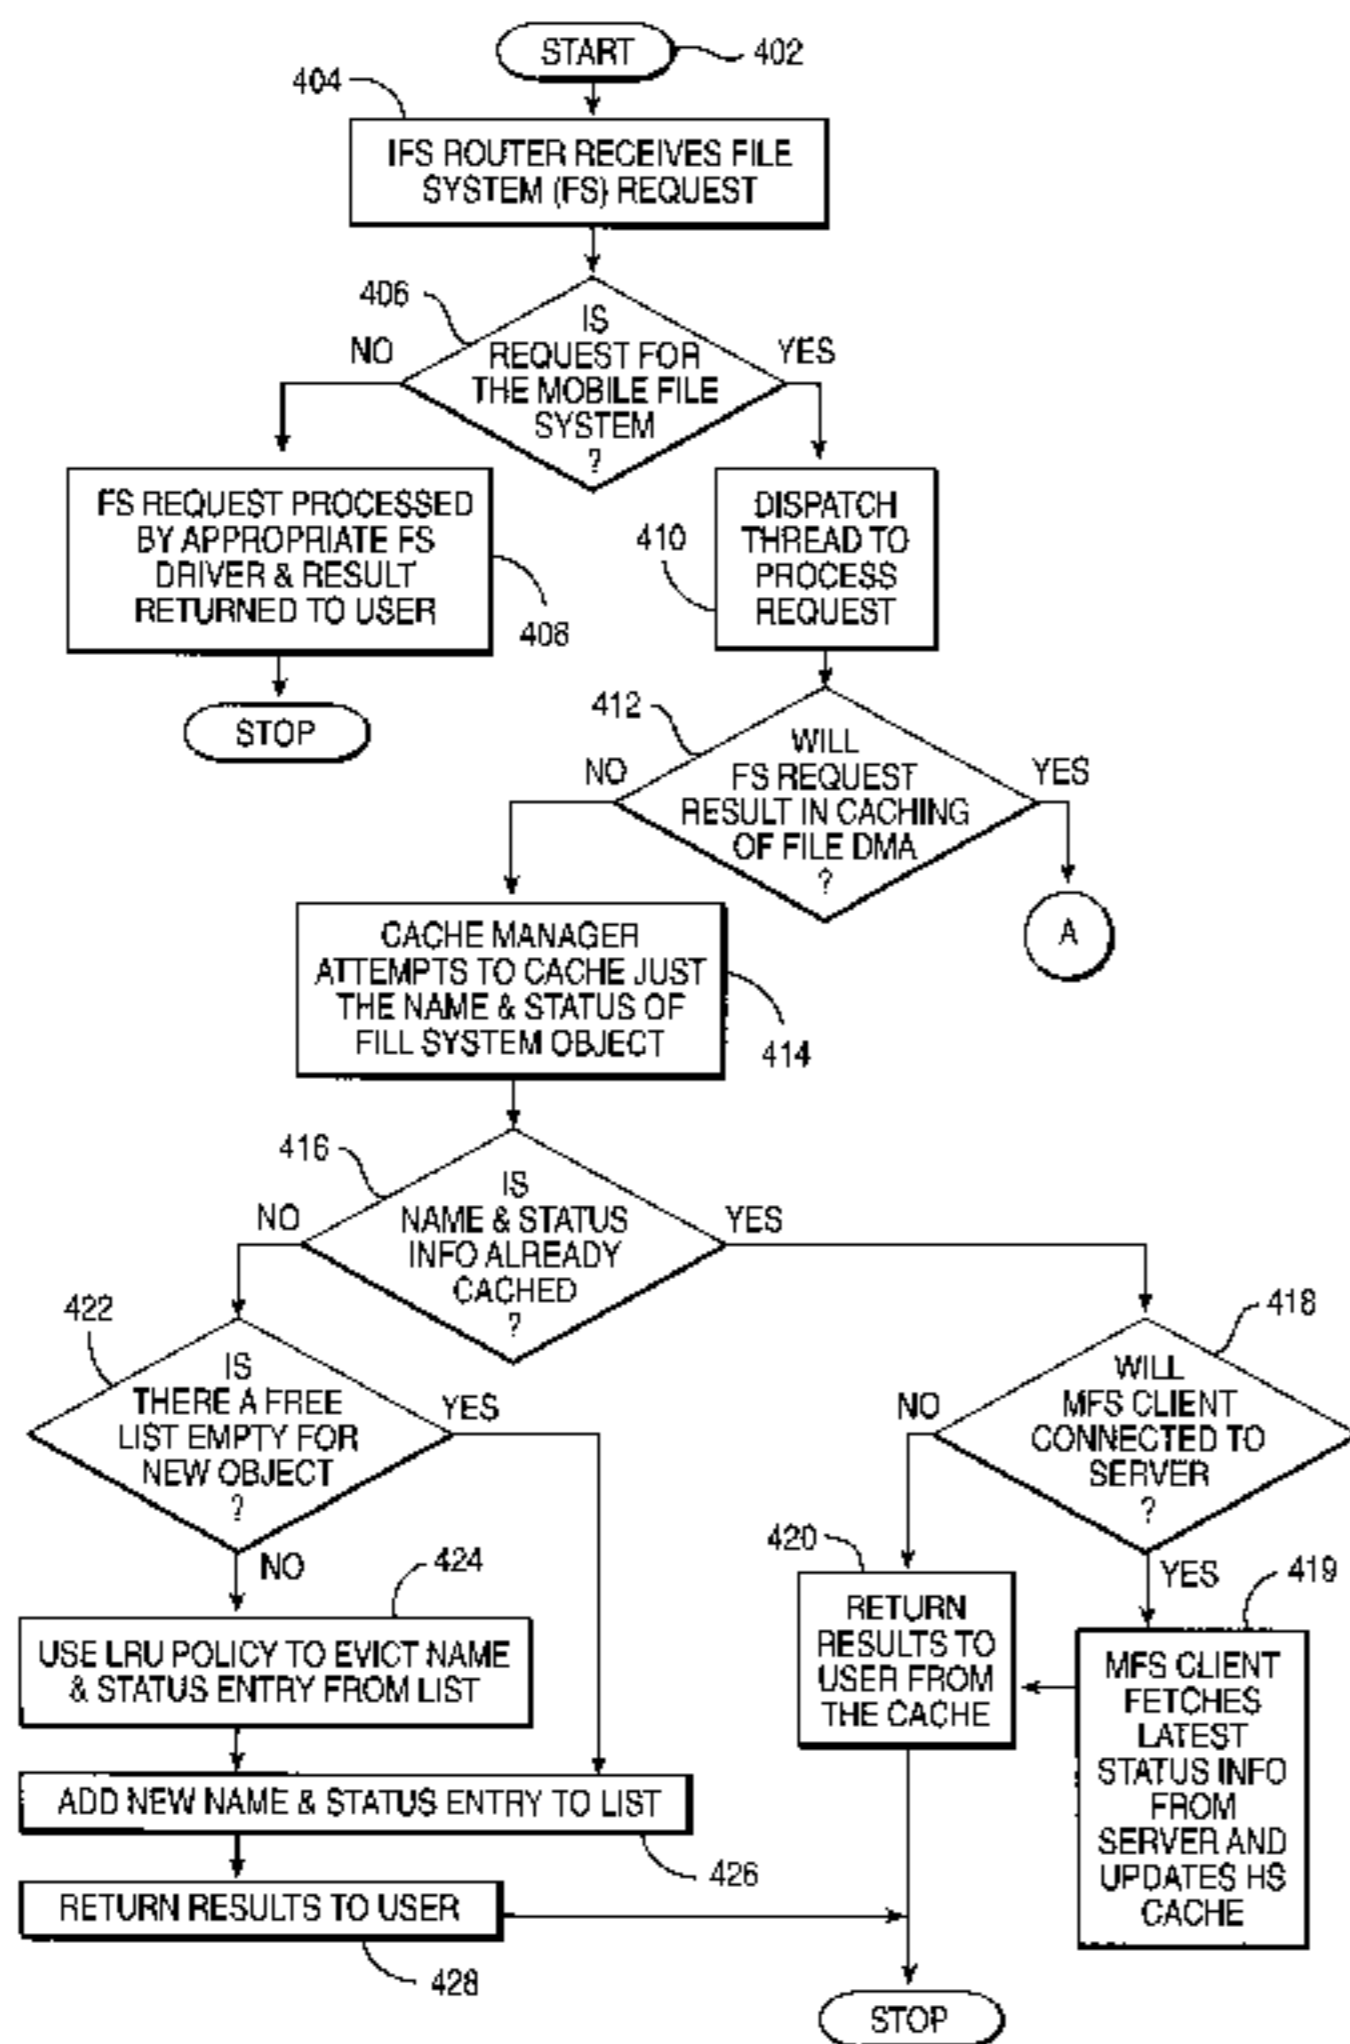 START
402
404
IFS ROUTER RECEIVES FILE
SYSTEM (FS) REQUEST
406
IS
REQUEST FOR
THE MOBILE FILE
SYSTEM
?
NO
YES
FS REQUEST PROCESSED
BY APPROPRIATE FS
DRIVER & RESULT
RETURNED TO USER
408
STOP
410
DISPATCH
THREAD TO
PROCESS
REQUEST
412
WILL
FS REQUEST
RESULT IN CACHING
OF FILE DMA
?
NO
YES
A
CACHE MANAGER
ATTEMPTS TO CACHE JUST
THE NAME & STATUS OF
FILL SYSTEM OBJECT
414
416
IS
NAME & STATUS
INFO ALREADY
CACHED
?
NO
YES
422
IS
THERE A FREE
LIST EMPTY FOR
NEW OBJECT
?
YES
NO
418
WILL
MFS CLIENT
CONNECTED TO
SERVER
?
NO
YES
424
USE LRU POLICY TO EVICT NAME
& STATUS ENTRY FROM LIST
420
RETURN
RESULTS TO
USER FROM
THE CACHE
419
MFS CLIENT
FETCHES
LATEST
STATUS INFO
FROM
SERVER AND
UPDATES HS
CACHE
ADD NEW NAME & STATUS ENTRY TO LIST
426
RETURN RESULTS TO USER
428
STOP